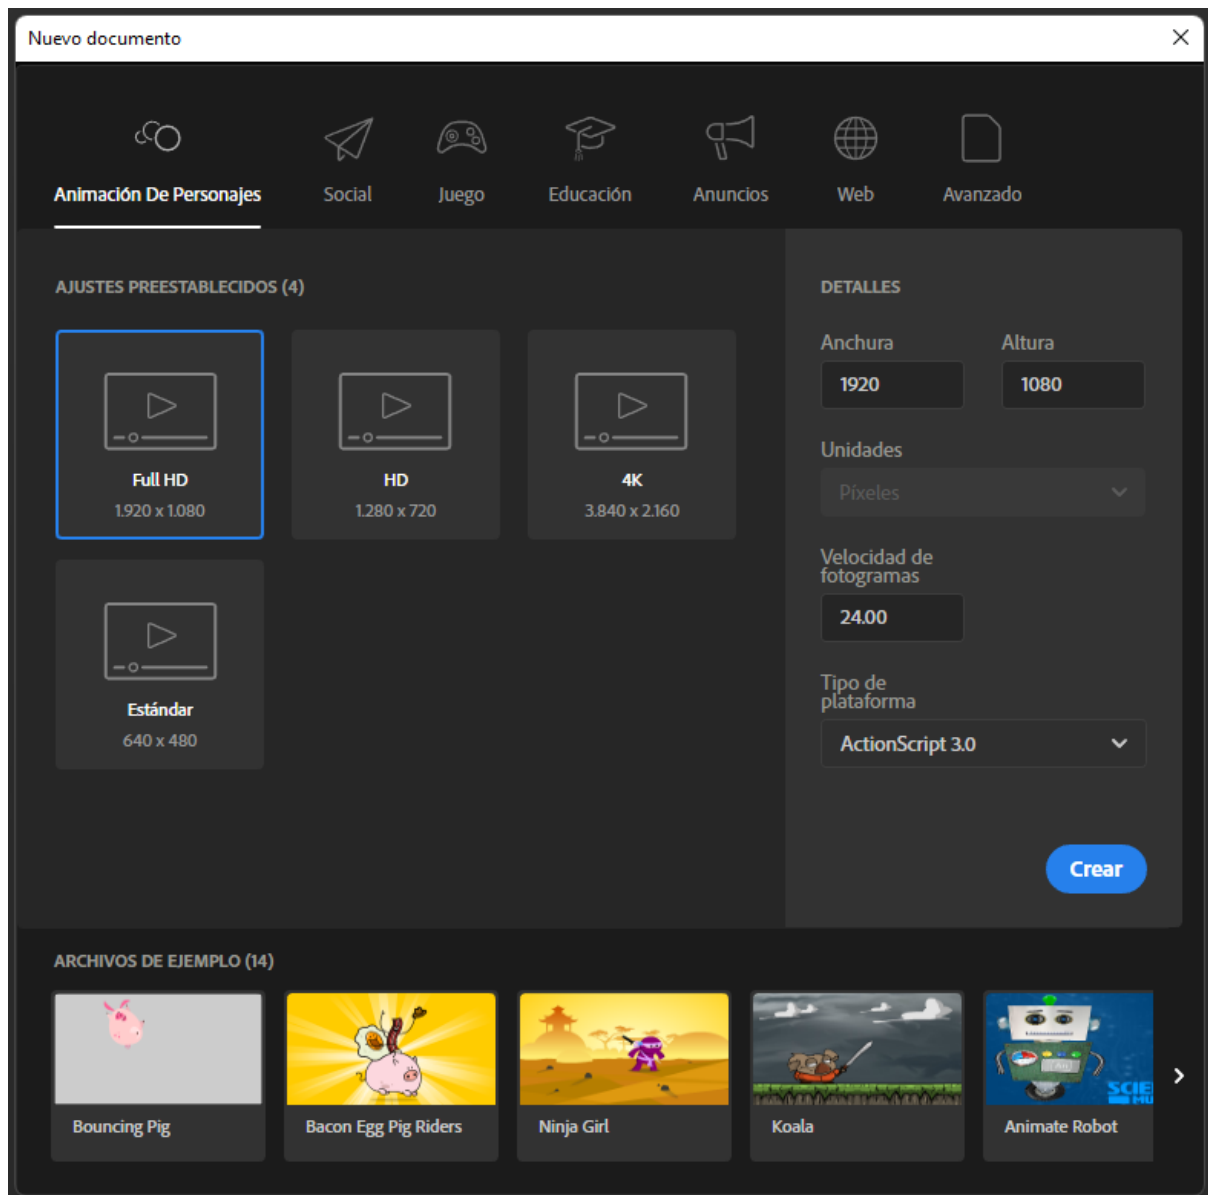 Nuevo documento
Animación De Personajes
Social
Juego
Educación
Anuncios
Web
Avanzado
AJUSTES PREESTABLECIDOS (4)
Full HD
1.920 x 1.080
HD
1.280 x 720
4K
3.840 x 2.160
Estándar
640 x 480
DETALLES
Anchura
Altura
1920
1080
Unidades
Píxeles
Velocidad de
fotogramas
24.00
Tipo de
plataforma
ActionScript 3.0
Crear
ARCHIVOS DE EJEMPLO (14)
Bouncing Pig
Bacon Egg Pig Riders
Ninja Girl
Koala
Animate Robot